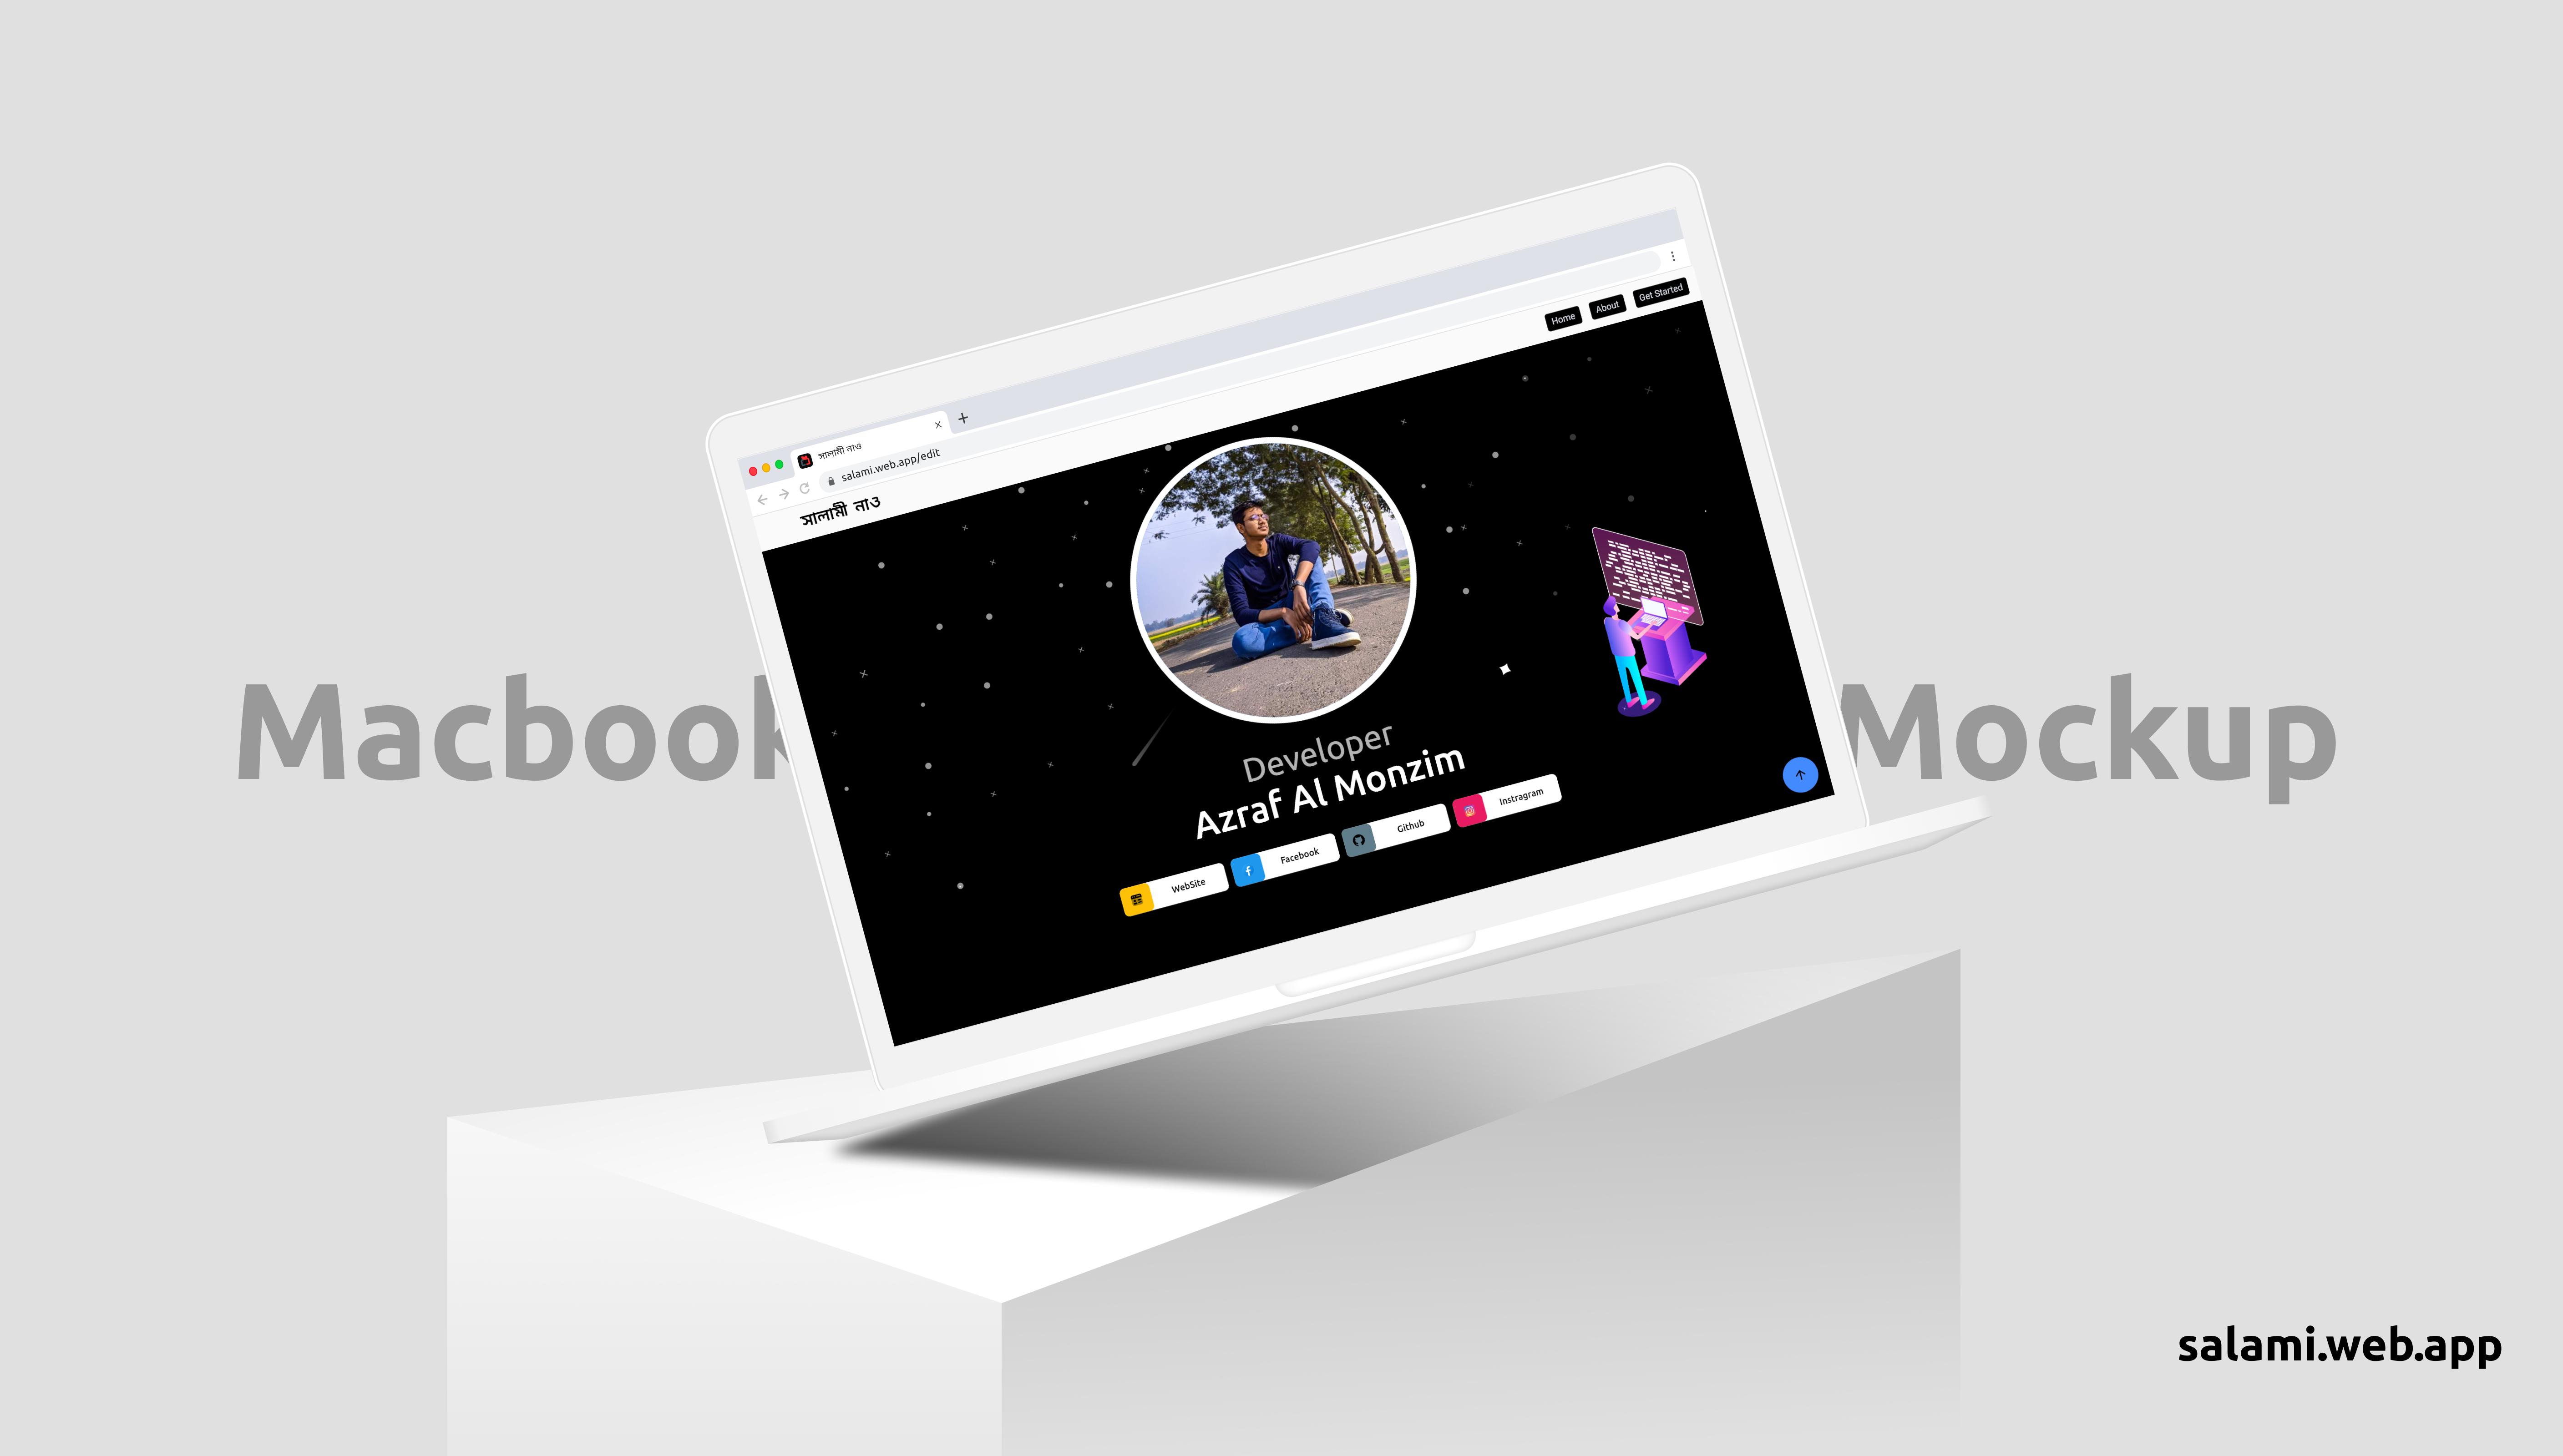 Macbook
Mockup
সালামী নাও
salami.web.app/edit
সালামী নাও
Home
About
Get Started
Developer
Azraf Al Monzim
WebSite
Facebook
Github
Instragram
salami.web.app